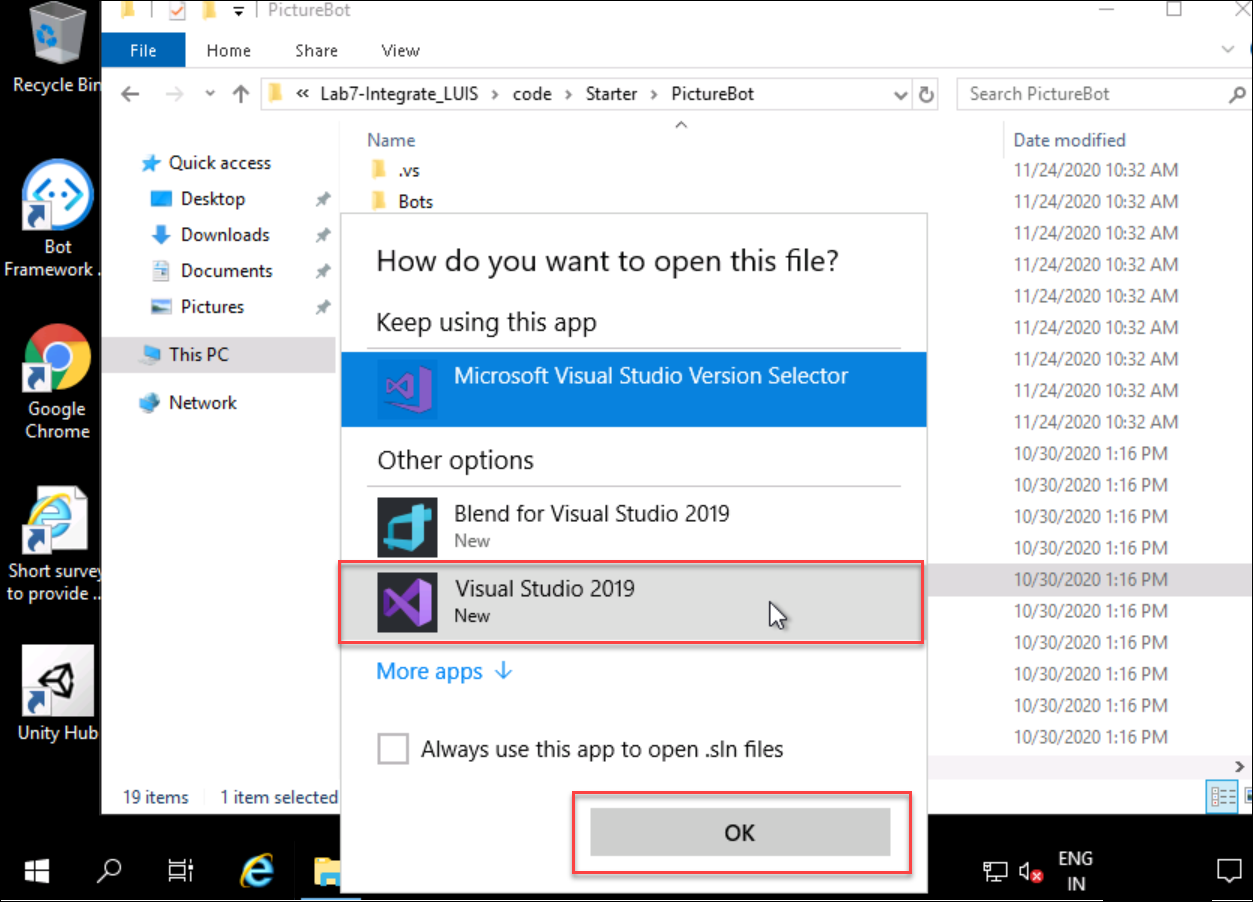 PictureBot
Recycle Bin
File Home Share View
« Lab7-Integrate_LUIS > code > Starter > PictureBot
Search PictureBot
Name
Date modified
Quick access
.vs
11/24/2020 10:32 AM
Desktop
Bots
11/24/2020 10:32 AM
Downloads
11/24/2020 10:32 AM
Documents
11/24/2020 10:32 AM
Pictures
11/24/2020 10:32 AM
This PC
11/24/2020 10:32 AM
Network
11/24/2020 10:32 AM
11/24/2020 10:32 AM
11/24/2020 10:32 AM
10/30/2020 1:16 PM
10/30/2020 1:16 PM
10/30/2020 1:16 PM
10/30/2020 1:16 PM
10/30/2020 1:16 PM
10/30/2020 1:16 PM
10/30/2020 1:16 PM
10/30/2020 1:16 PM
10/30/2020 1:16 PM
10/30/2020 1:16 PM
Bot
Framework ..
Google
Chrome
Short survey
to provide ...
Unity Hub
How do you want to open this file?
Keep using this app
Microsoft Visual Studio Version Selector
Other options
Blend for Visual Studio 2019
New
Visual Studio 2019
New
More apps ↓
Always use this app to open .sln files
OK
19 items 1 item selected
ENG
IN